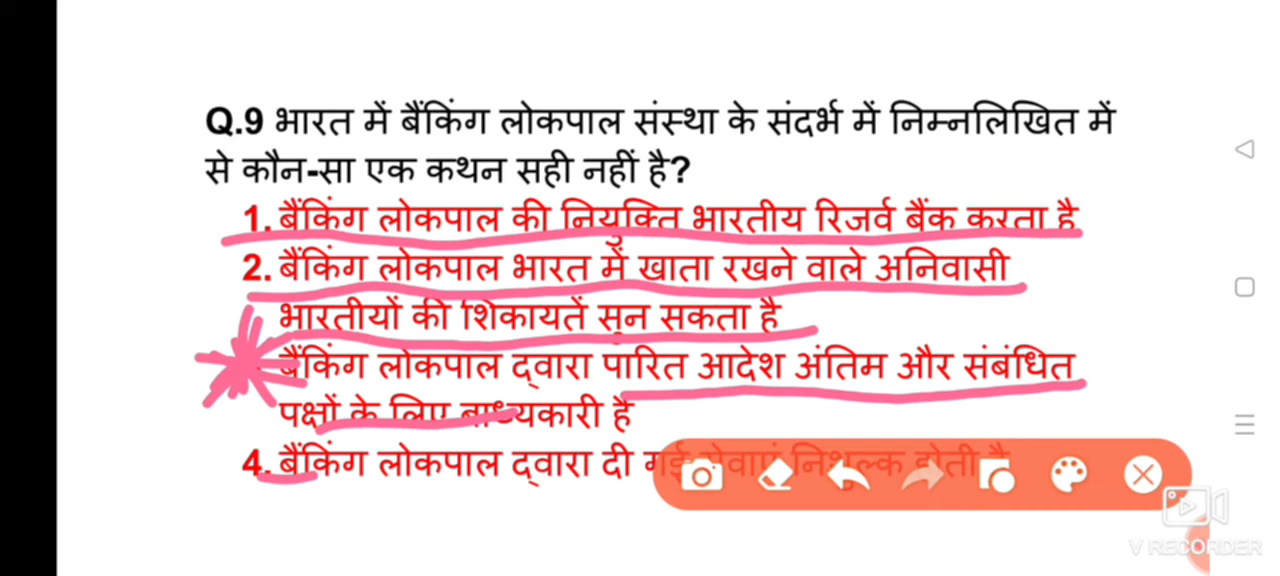 Q.9 भारत में बैंकिंग लोकपाल संस्था के संदर्भ में निम्नलिखित में
से कौन-सा एक कथन सही नहीं है?
1. बैंकिंग लोकपाल की नियुक्ति भारतीय रिजर्व बैंक करता है
2. बैंकिंग लोकपाल भारत में खाता रखने वाले अनिवासी
भारतीयों की शिकायतें सुन सकता है
बैंकिंग लोकपाल द्वारा पारित आदेश अंतिम और संबंधित
पक्षों के लिए बाध्यकारी है
4. बैंकिंग लोकपाल द्वारा दी गई सेवाएं निशुल्क होती है
V RECORDER